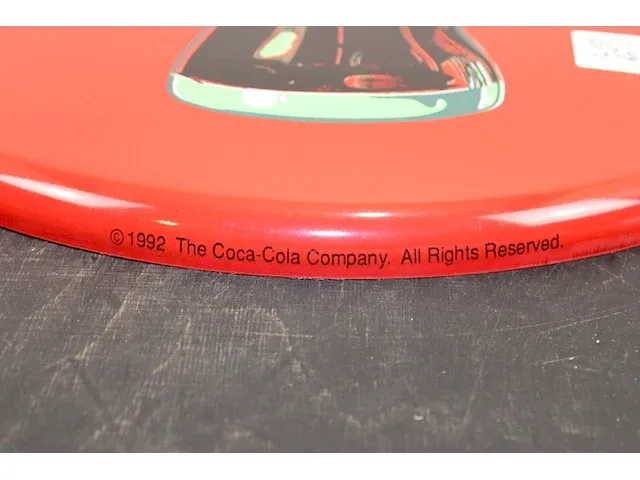 © 1992 The Coca-Cola Company. All Rights Reserved.